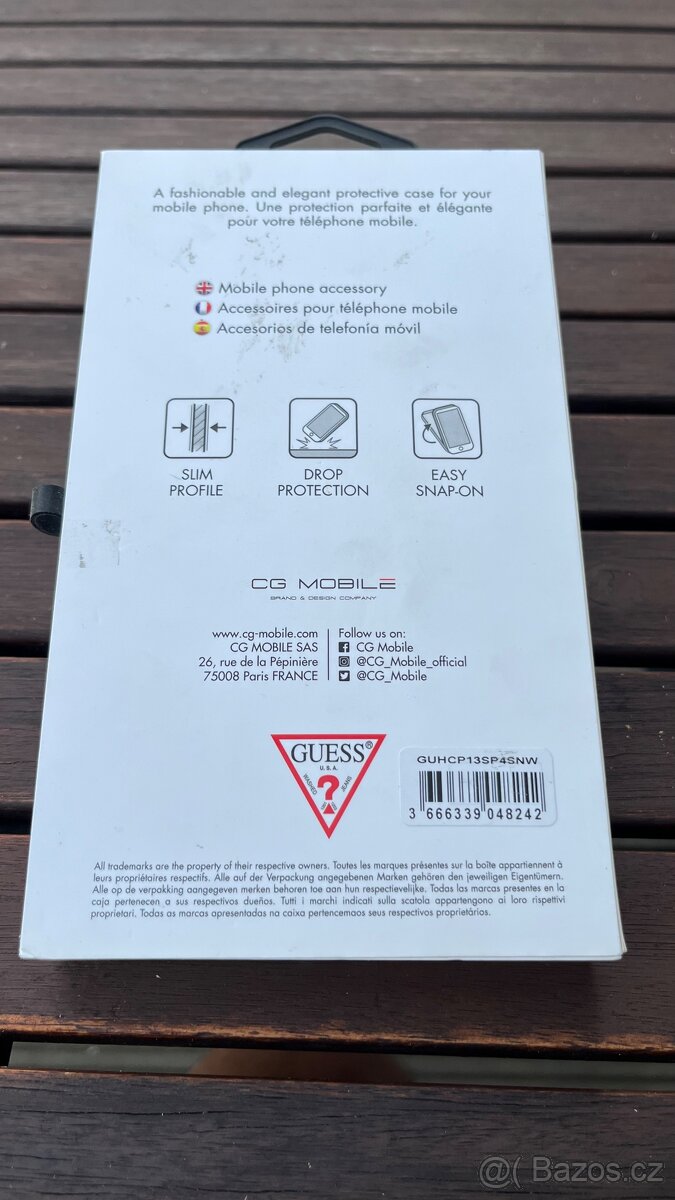 A fashionable and elegant protective case for your
mobile phone. Une protection parfaite et élégante
pour votre téléphone mobile.
Mobile phone accessory
Accessoires pour téléphone mobile
Accesorios de telefonía móvil
SLIM
PROFILE
DROP
PROTECTION
EASY
SNAP-ON
CG MOBILE
BRAND & DESIGN COMPANY
www.cg-mobile.com
CG MOBILE SAS
26, rue de la Pépinière
75008 Paris FRANCE
Follow us on:
CG Mobile
@CG_Mobile_official
@CG_Mobile
GUESS®
U.S.A.
WASHED
?
JEANS
GUHCP13SP4SNW
3 666339 048242
All trademarks are the property of their respective owners. Toutes les marques présentes sur la boîte appartiennent à
leurs propriétaires respectifs. Alle auf der Verpackung angegebenen Marken gehören den jeweiligen Eigentümern.
Alle op de verpakking aangegeven merken behoren toe aan hun respectievelijke. Todas las marcas presentes en la
caja pertenecen a sus respectivos dueños. Tutti i marchi indicati sulla scatola appartengono ai loro rispettivi
proprietari. Todas as marcas apresentadas na caixa pertencemaos seus respectivos proprietários.
@( Bazos.cz